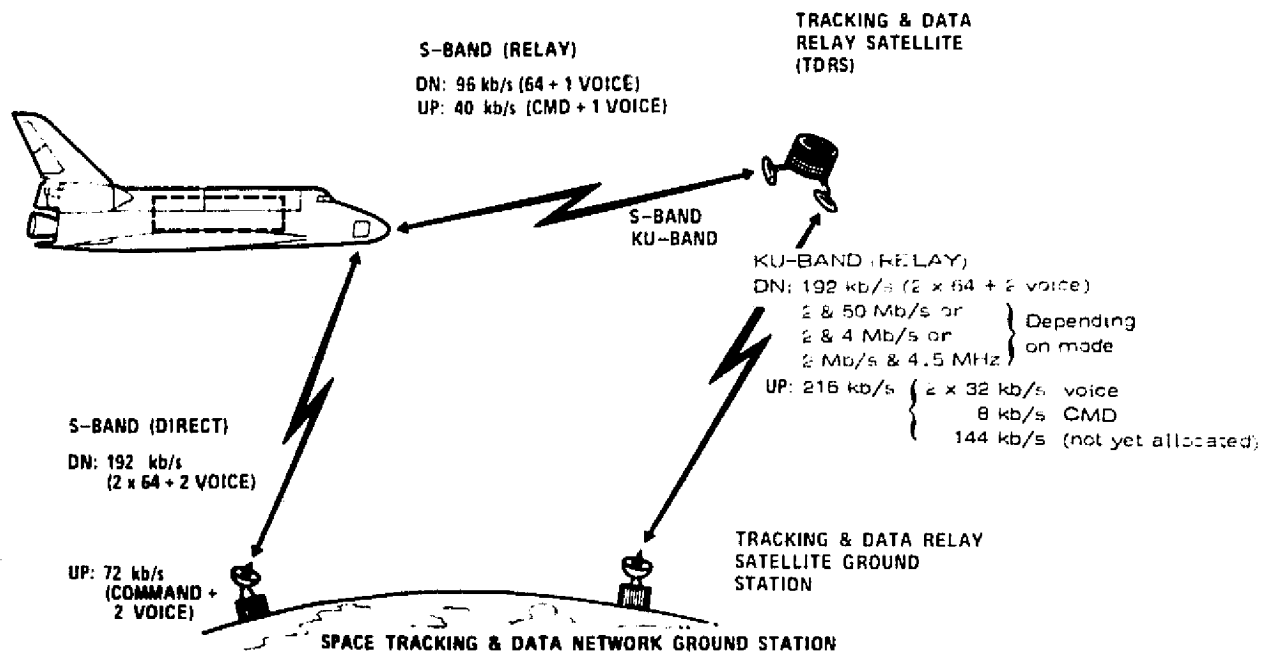 TRACKING & DATA
RELAY SATELLITE
(TDRS)
S-BAND (RELAY)
DN: 96 kb/s (64 + 1 VOICE)
UP: 40 kb/s (CMD + 1 VOICE)
S-BAND
KU-BAND
KU-BAND (RELAY)
DN: 192 kb/s (2 x 64 + 2 voice)
2 & 50 Mb/s or
2 & 4 Mb/s or
2 Mb/s & 4.5 MHz
Depending
on mode
UP: 216 kb/s
2 x 32 kb/s voice
8 kb/s CMD
144 kb/s (not yet allocated)
S-BAND (DIRECT)
DN: 192 kb/s
(2 x 64 + 2 VOICE)
UP: 72 kb/s
(COMMAND +
2 VOICE)
TRACKING & DATA RELAY
SATELLITE GROUND
STATION
SPACE TRACKING & DATA NETWORK GROUND STATION